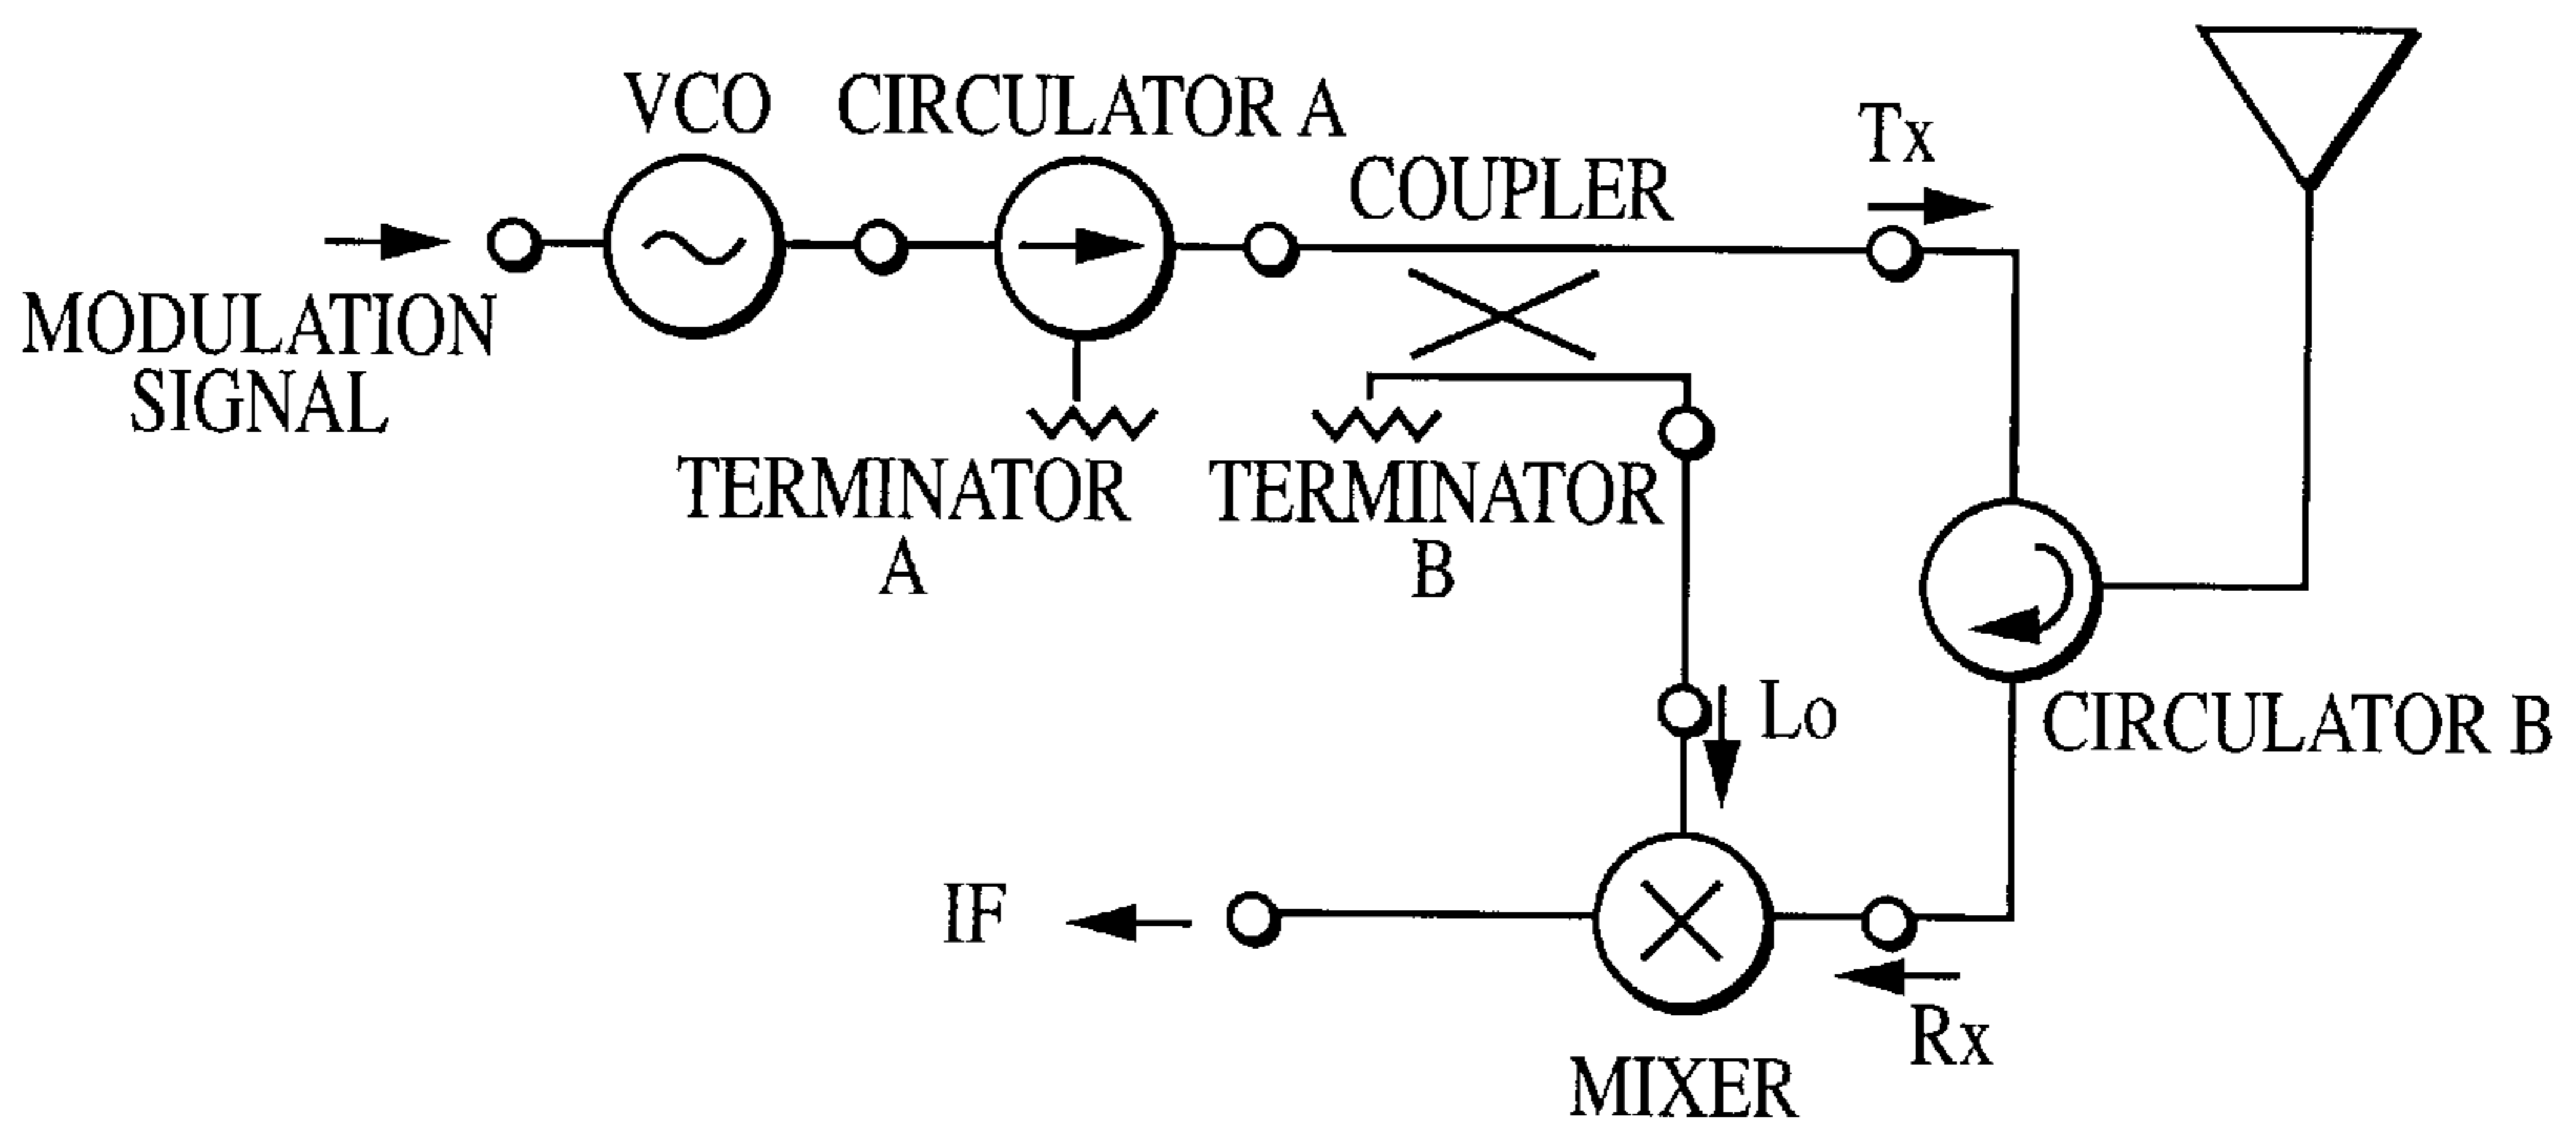 VCO
CIRCULATOR A
COUPLER
Tx
MODULATION
SIGNAL
TERMINATOR
A
TERMINATOR
B
Lo
CIRCULATOR B
IF
Rx
MIXER